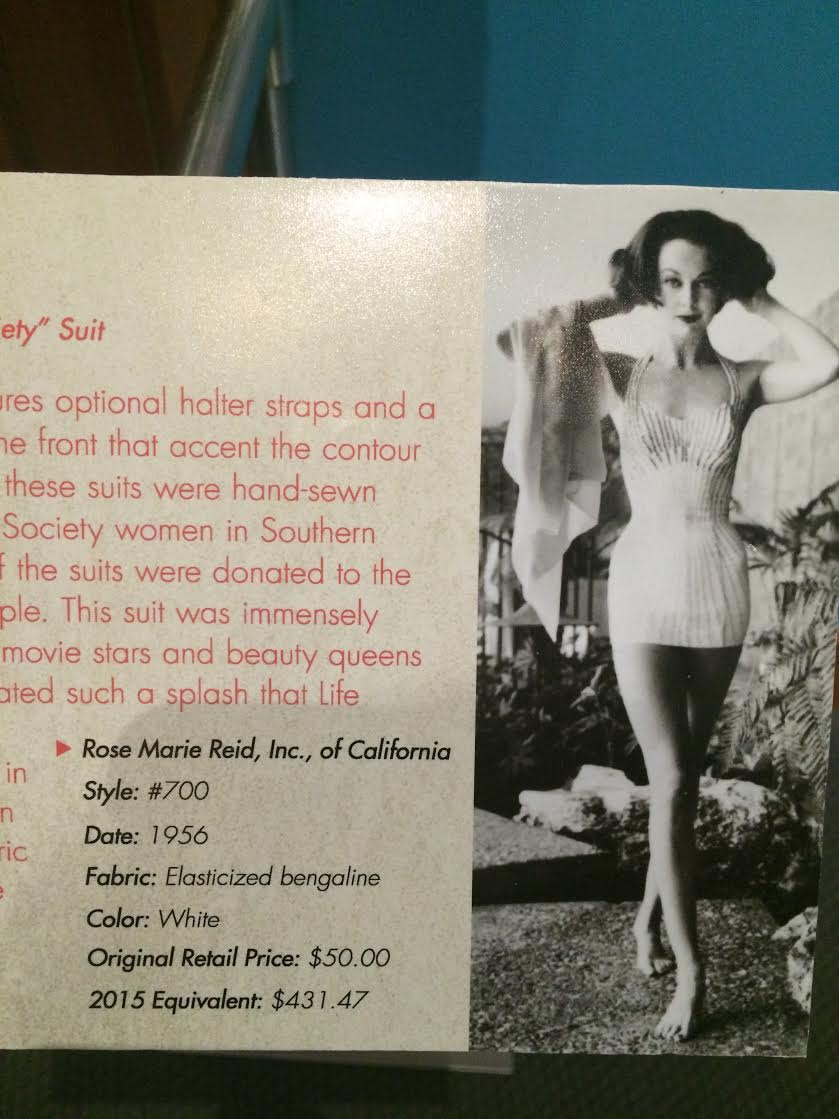 ety” Suit
ures optional halter straps and a
he front that accent the contour
these suits were hand-sewn
Society women in Southern
f the suits were donated to the
ple. This suit was immensely
movie stars and beauty queens
ated such a splash that Life
in
n
ric
e
▶ Rose Marie Reid, Inc., of California
Style: #700
Date: 1956
Fabric: Elasticized bengaline
Color: White
Original Retail Price: $50.00
2015 Equivalent: $431.47